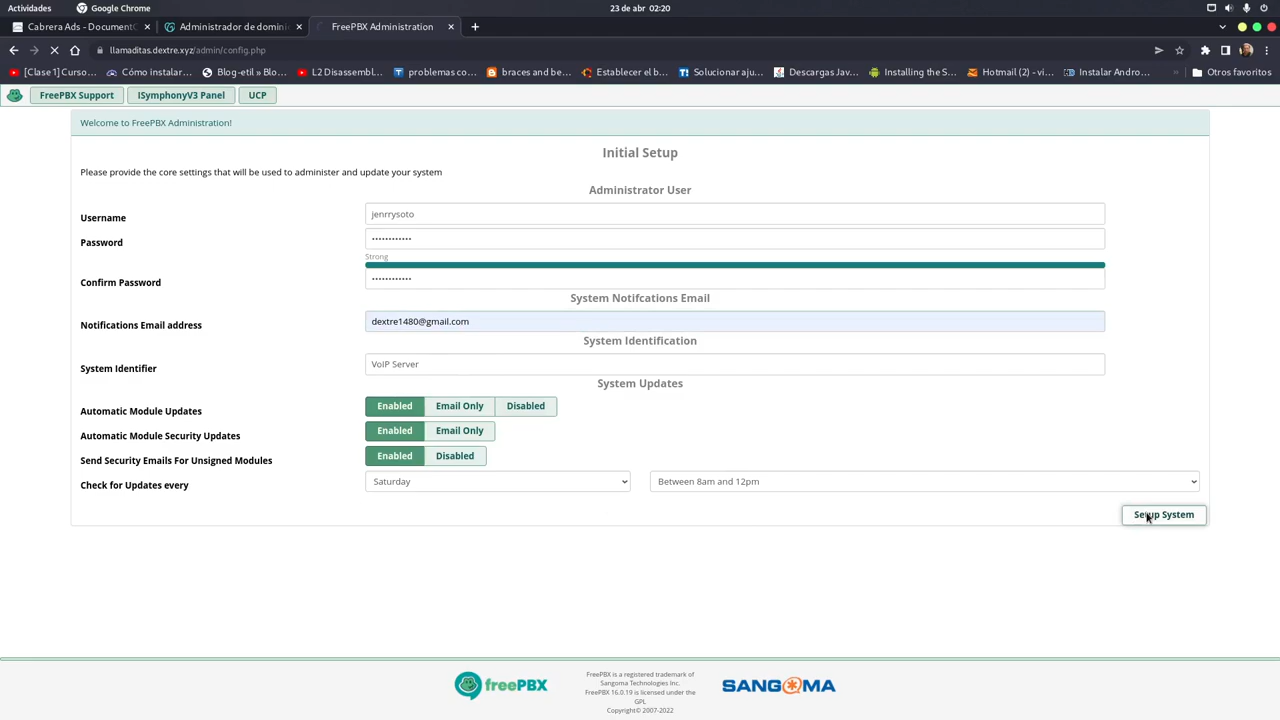 Actividades
Google Chrome
23 de abr 02:20
Cabrera Ads - Document
Administrador de domini
FreePBX Administration
llamaditas.dextre.xyz/admin/config.php
[Clase 1] Curso...
Cómo instalar...
Blog-etil » Blo...
L2 Disassembl...
problemas co...
braces and be...
Establecer el b...
Solucionar aju...
Descargas Jav...
Installing the S...
Hotmail (2) - vi...
Instalar Andro...
Otros favoritos
FreePBX Support
ISymphonyV3 Panel
UCP
Welcome to FreePBX Administration!
Initial Setup
Please provide the core settings that will be used to administer and update your system
Administrator User
Username
jenrrysoto
Password
••••••••••••
Strong
Confirm Password
••••••••••••
System Notifcations Email
Notifications Email address
dextre1480@gmail.com
System Identification
System Identifier
VoIP Server
System Updates
Automatic Module Updates
Enabled Email Only Disabled
Automatic Module Security Updates
Enabled Email Only
Send Security Emails For Unsigned Modules
Enabled Disabled
Check for Updates every
Saturday
Between 8am and 12pm
Setup System
freePBX
FreePBX is a registered trademark of
Sangoma Technologies Inc.
FreePBX 16.0.19 is licensed under the
GPL
Copyright© 2007-2022
SANGOMA